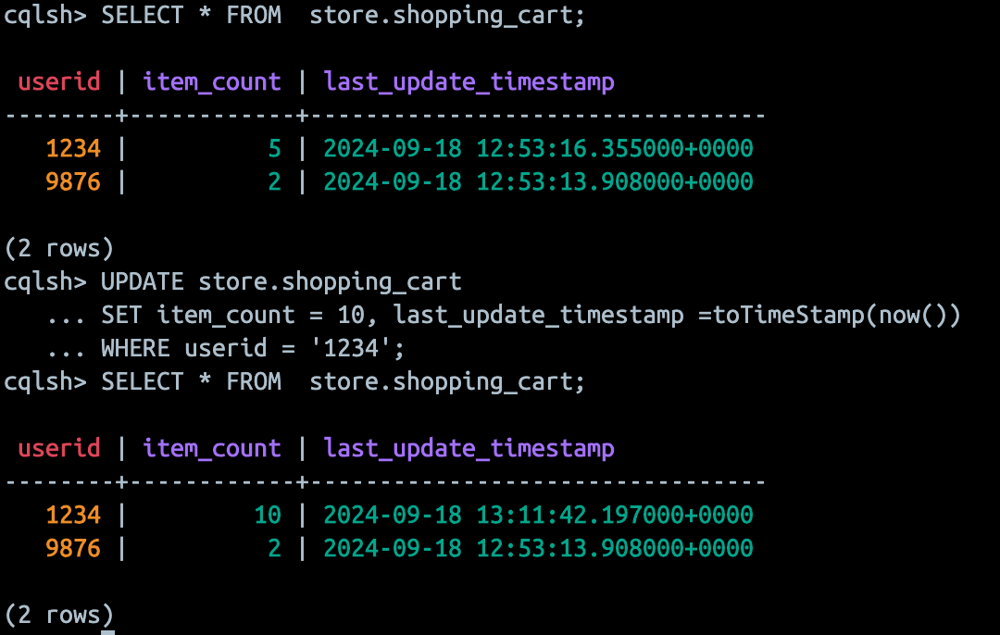 cqlsh> SELECT * FROM  store.shopping_cart;

 userid | item_count | last_update_timestamp
--------+------------+---------------------------------
   1234 |          5 | 2024-09-18 12:53:16.355000+0000
   9876 |          2 | 2024-09-18 12:53:13.908000+0000

(2 rows)
cqlsh> UPDATE store.shopping_cart
   ... SET item_count = 10, last_update_timestamp =toTimeStamp(now())
   ... WHERE userid = '1234';
cqlsh> SELECT * FROM  store.shopping_cart;

 userid | item_count | last_update_timestamp
--------+------------+---------------------------------
   1234 |         10 | 2024-09-18 13:11:42.197000+0000
   9876 |          2 | 2024-09-18 12:53:13.908000+0000

(2 rows)